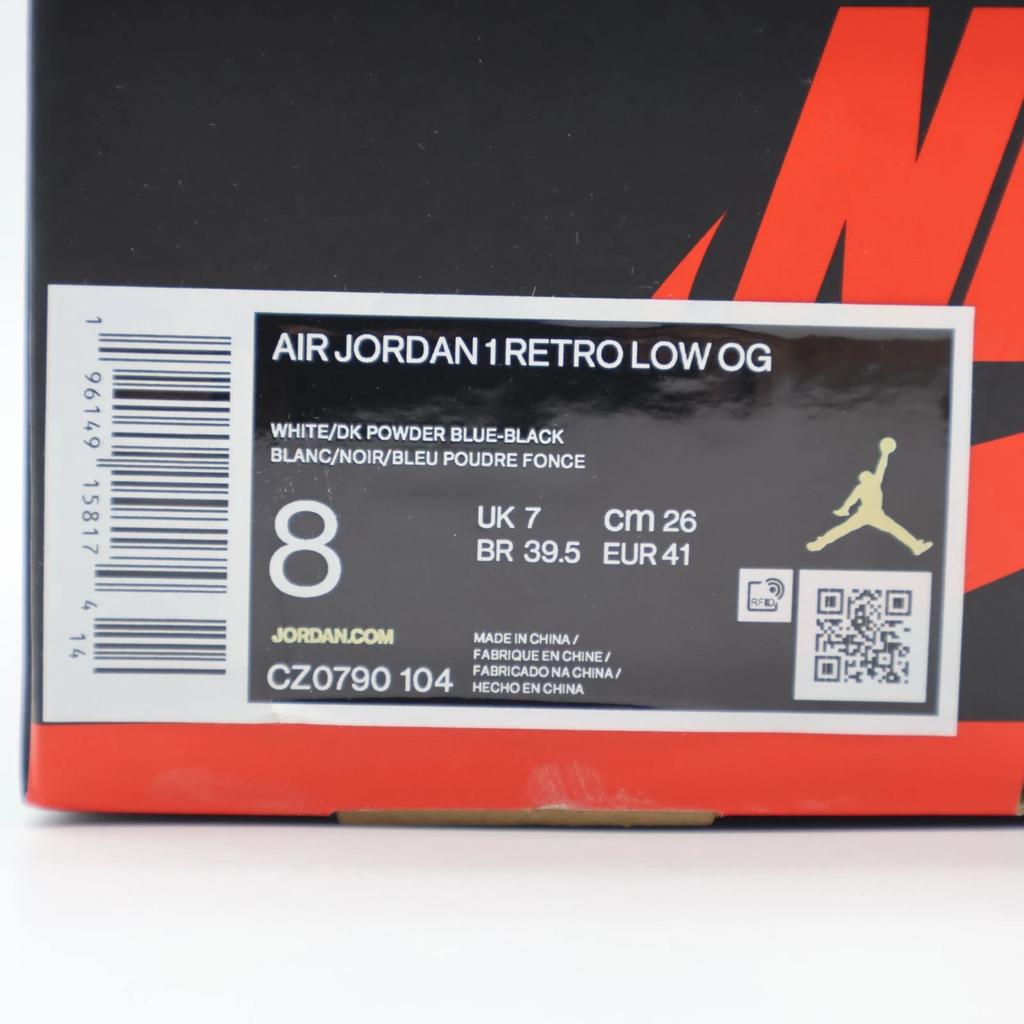 1 96149 15817 4 14
AIR JORDAN 1 RETRO LOW OG
WHITE/DK POWDER BLUE-BLACK
BLANC/NOIR/BLEU POUDRE FONCE
8
UK 7 cm 26
BR 39.5 EUR 41
RFID
JORDAN.COM
CZ0790 104
MADE IN CHINA /
FABRIQUE EN CHINE /
FABRICADO NA CHINA /
HECHO EN CHINA